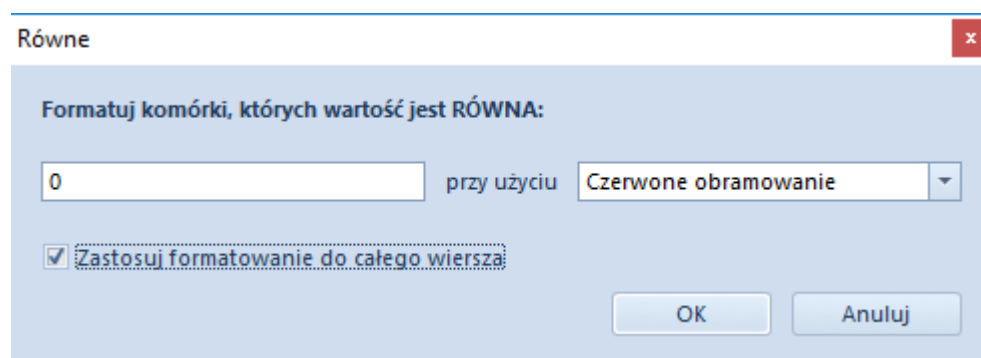 Równe
x
Formatuj komórki, których wartość jest RÓWNA:
0 przy użyciu Czerwone obramowanie
Zastosuj formatowanie do całego wiersza
OK Anuluj